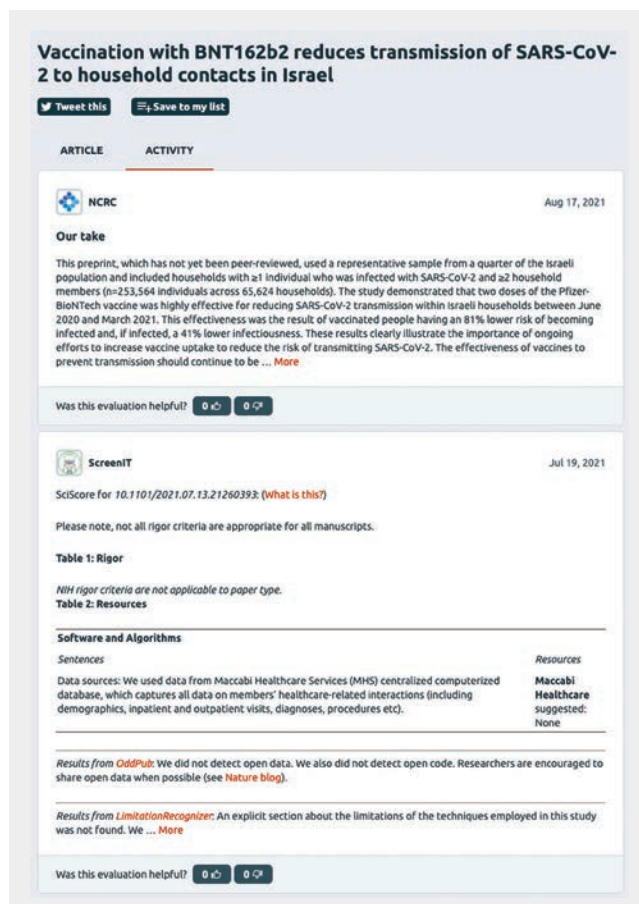 Vaccination with BNT162b2 reduces transmission of SARS-CoV-
2 to household contacts in Israel
Tweet this
Save to my list
ARTICLE
ACTIVITY
NCRC
Aug 17, 2021
Our take
This preprint, which has not yet been peer-reviewed, used a representative sample from a quarter of the Israeli
population and included households with ≥1 individual who was infected with SARS-CoV-2 and ≥2 household
members (n=253,564 individuals across 65,624 households). The study demonstrated that two doses of the Pfizer-
BioNTech vaccine was highly effective for reducing SARS-CoV-2 transmission within Israeli households between June
2020 and March 2021. This effectiveness was the result of vaccinated people having an 81% lower risk of becoming
infected and, if infected, a 41% lower infectiousness. These results clearly illustrate the importance of ongoing
efforts to increase vaccine uptake to reduce the risk of transmitting SARS-CoV-2. The effectiveness of vaccines to
prevent transmission should continue to be ... More
Was this evaluation helpful? 0 0
ScreenIT
Jul 19, 2021
SciScore for 10.1101/2021.07.13.21260393: (What is this?)
Please note, not all rigor criteria are appropriate for all manuscripts.
Table 1: Rigor
NIH rigor criteria are not applicable to paper type.
Table 2: Resources
Software and Algorithms
Sentences
Resources
Data sources: We used data from Maccabi Healthcare Services (MHS) centralized computerized
database, which captures all data on members' healthcare-related interactions (including
demographics, inpatient and outpatient visits, diagnoses, procedures etc).
Maccabi
Healthcare
suggested:
None
Results from OddPub: We did not detect open data. We also did not detect open code. Researchers are encouraged to
share open data when possible (see Nature blog).
Results from LimitationRecognizer: An explicit section about the limitations of the techniques employed in this study
was not found. We ... More
Was this evaluation helpful? 0 0